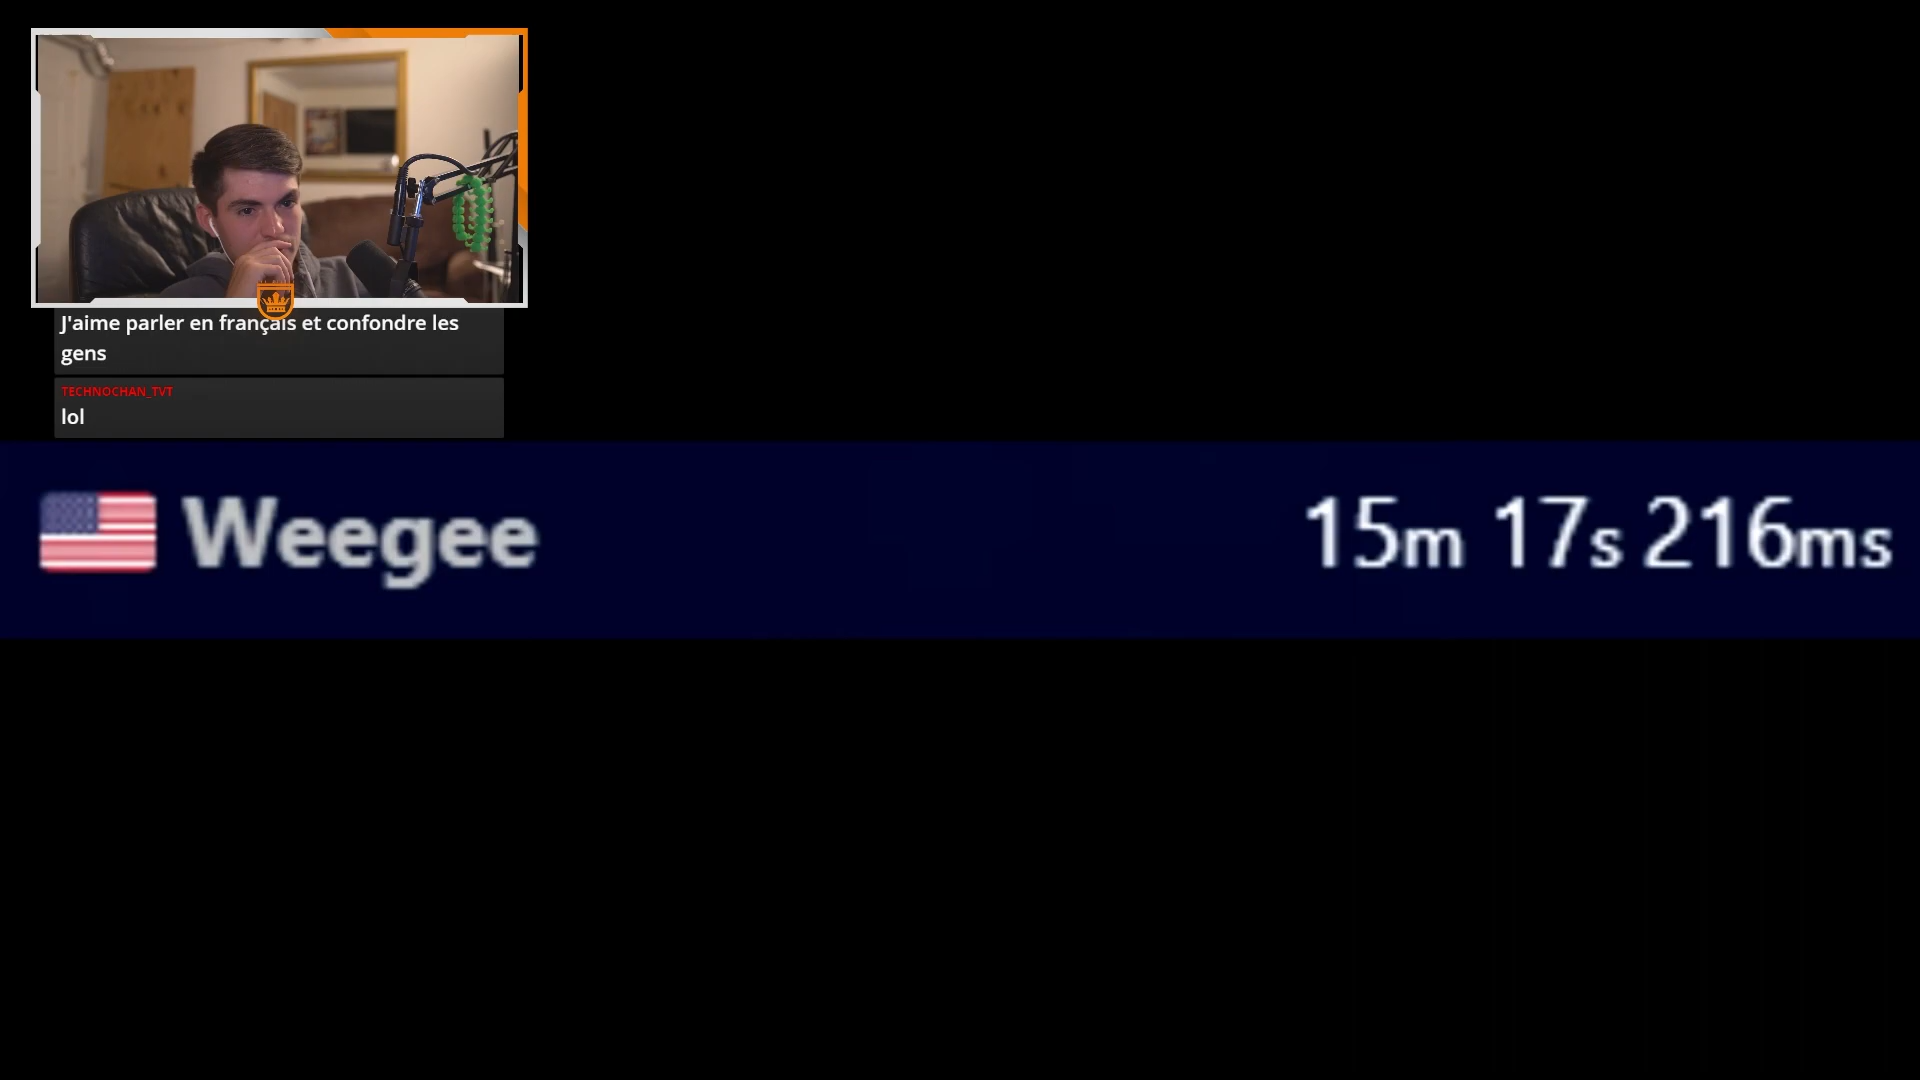 J'aime parler en français et confondre les
gens
TECHNOCHAN_TVT
lol
Weegee 15m 17s 216ms